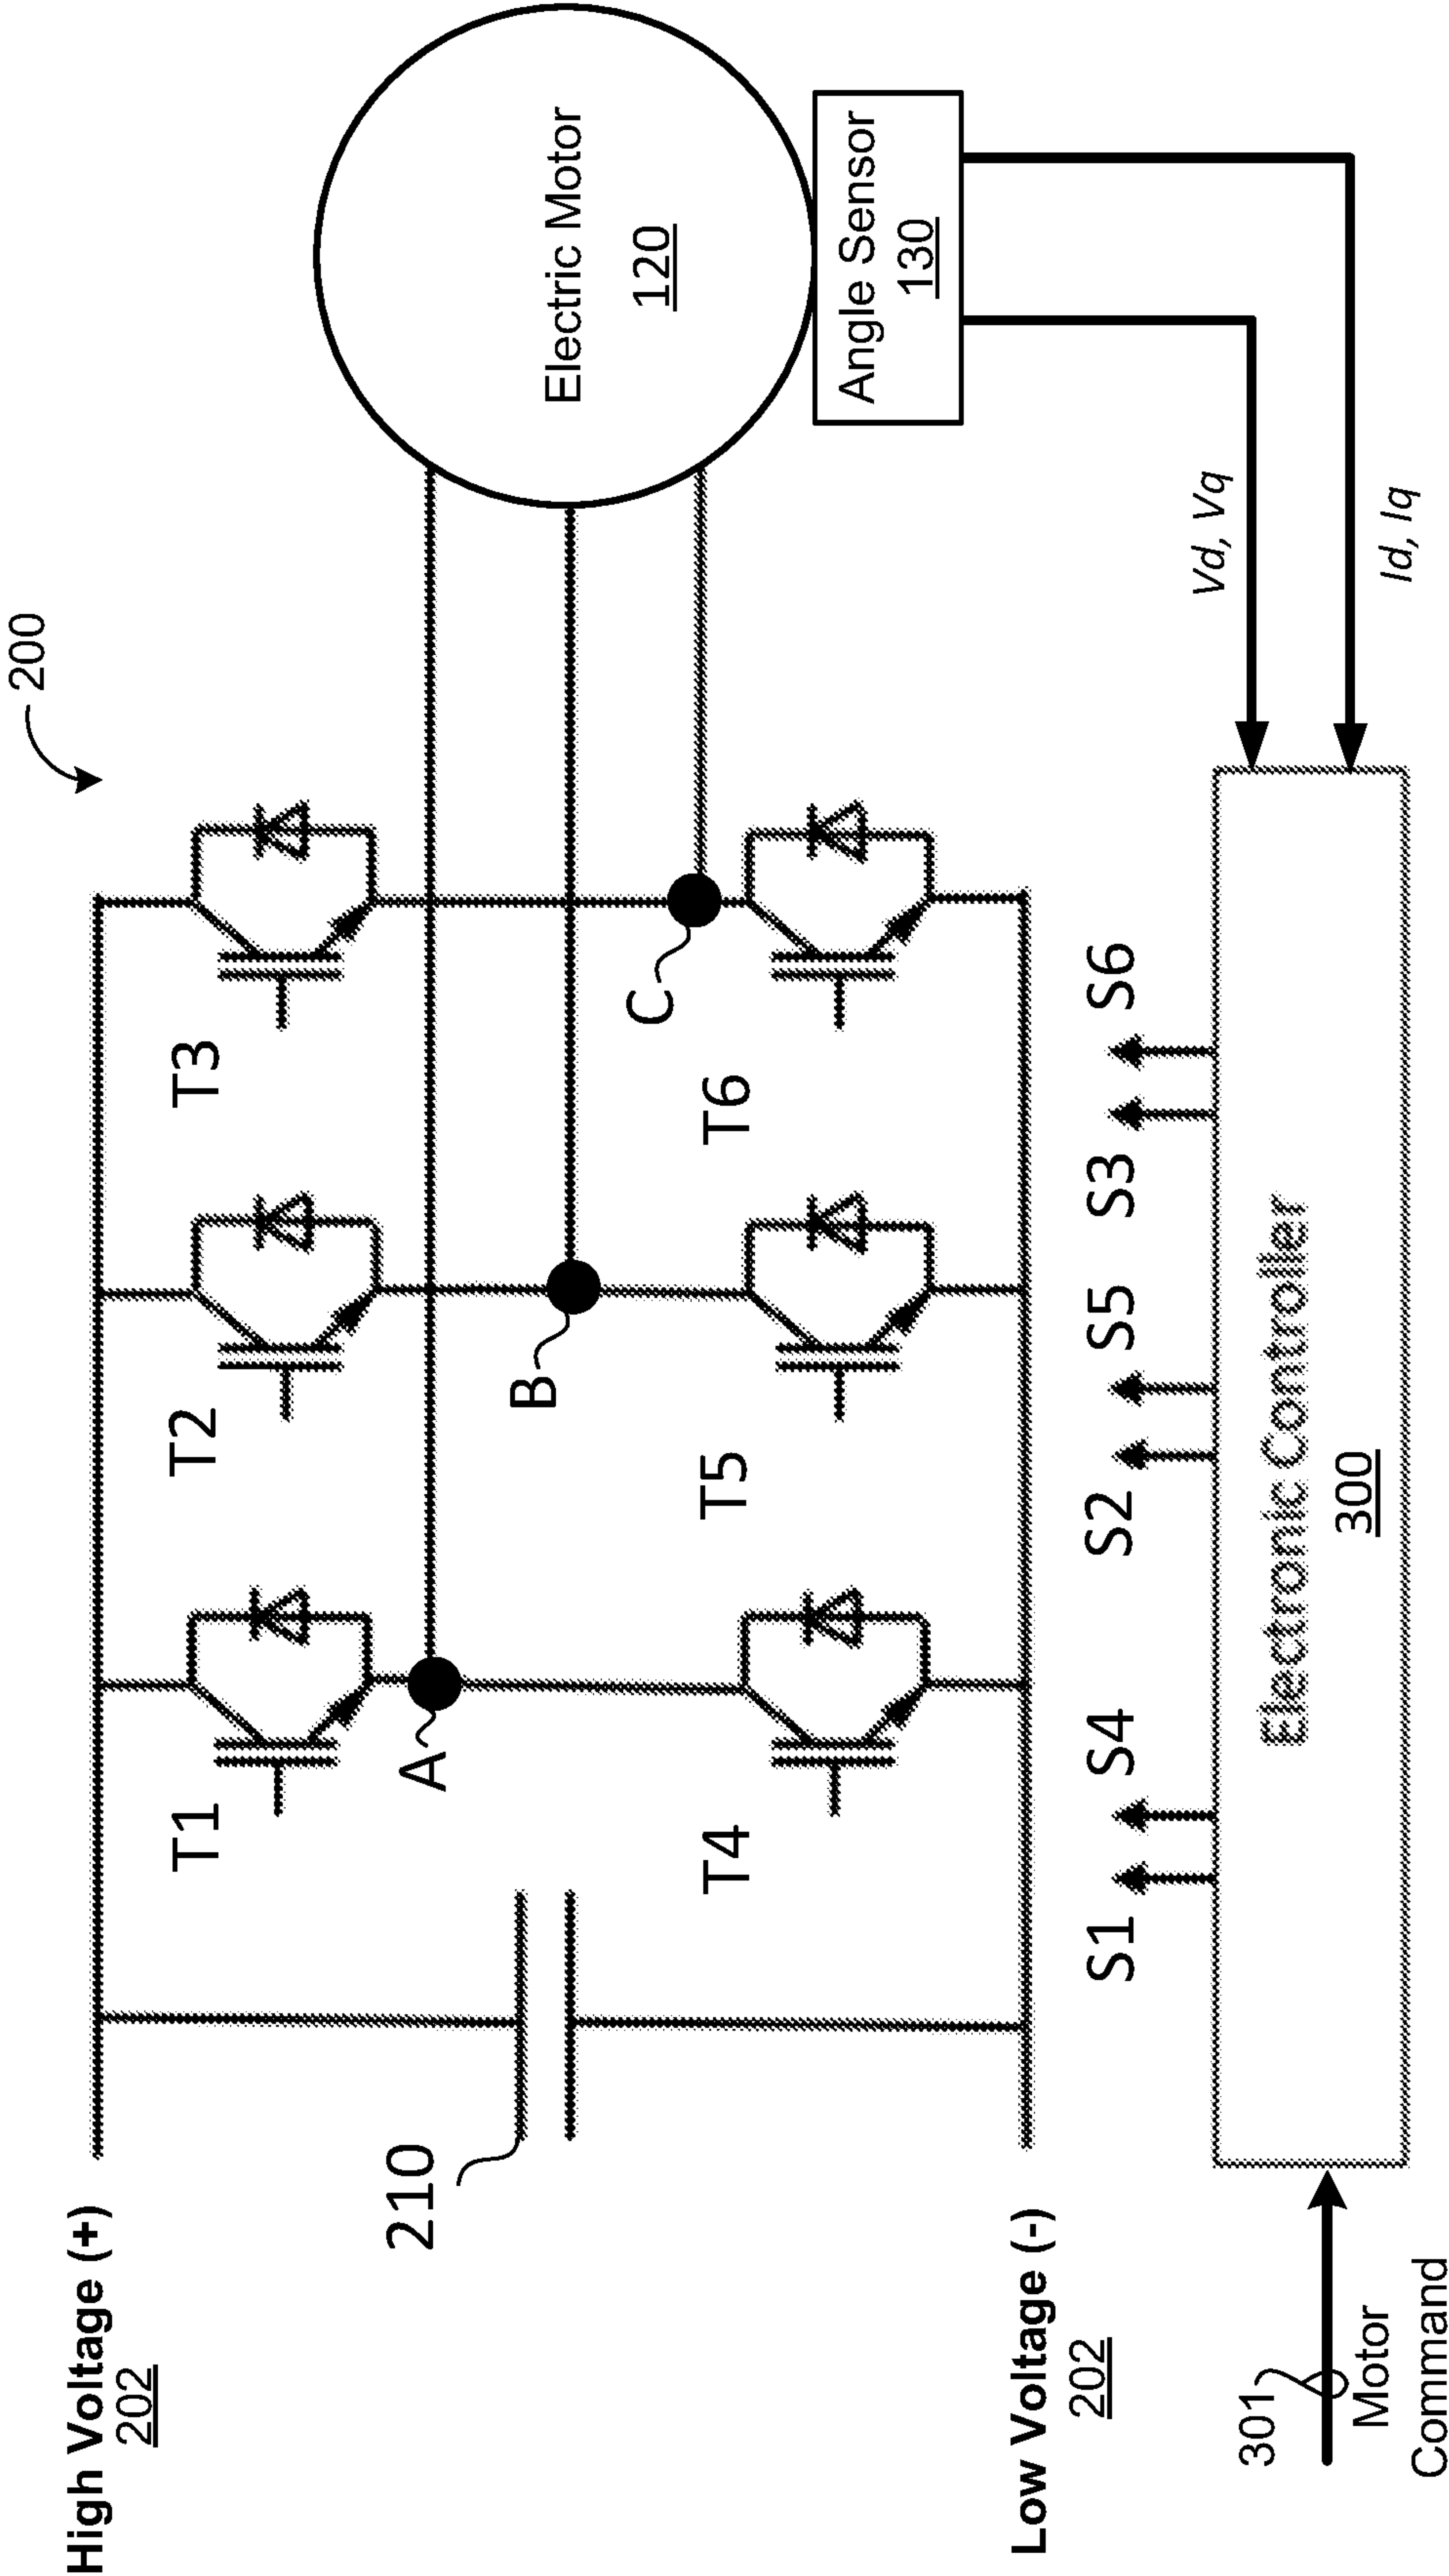 200
High Voltage (+)
202
T1
T2
T3
210
A
B
C
Electric Motor
120
T4
T5
T6
Angle Sensor
130
Low Voltage (-)
202
S1
S4
S2
S5
S3
S6
Vd, Vq
Id, Iq
301
Motor
Command
Electronic Controller
300